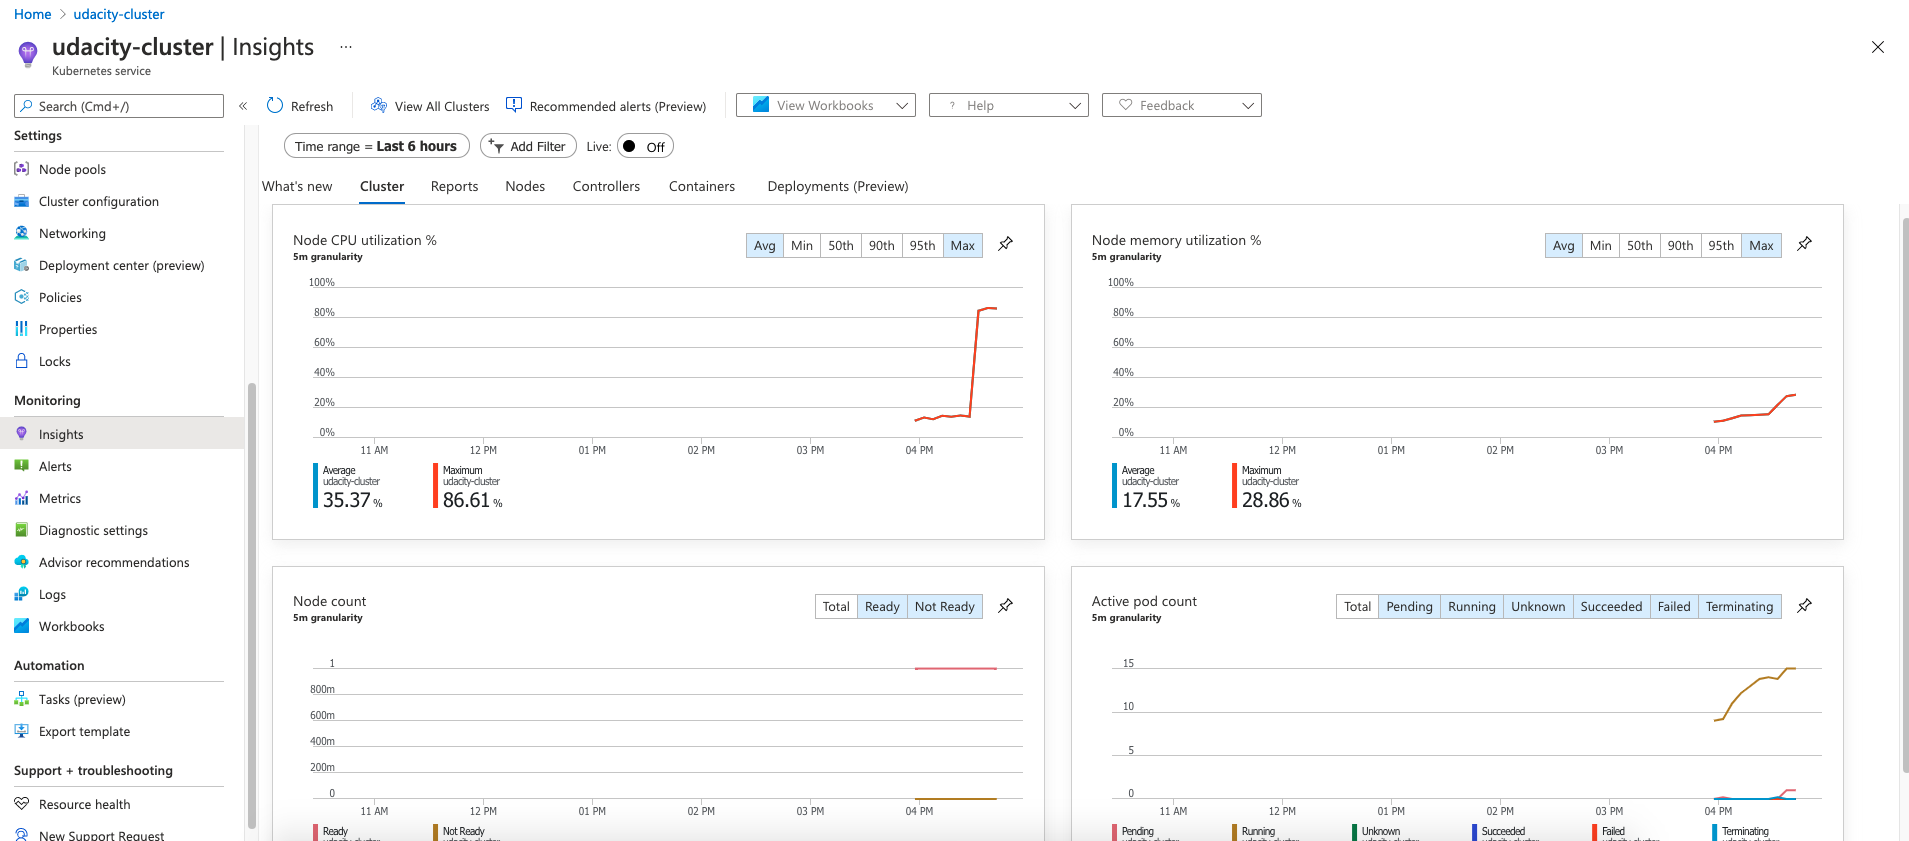 Home > udacity-cluster
udacity-cluster | Insights ...
Kubernetes service
Search (Cmd+/)
«
Refresh
View All Clusters
Recommended alerts (Preview)
View Workbooks
? Help
Feedback
Settings
Node pools
Cluster configuration
Networking
Deployment center (preview)
Policies
Properties
Locks
Monitoring
Insights
Alerts
Metrics
Diagnostic settings
Advisor recommendations
Logs
Workbooks
Automation
Tasks (preview)
Export template
Support + troubleshooting
Resource health
New Support Request
Time range = Last 6 hours
Add Filter
Live: Off
What's new Cluster Reports Nodes Controllers Containers Deployments (Preview)
Node CPU utilization %
5m granularity
Avg Min 50th 90th 95th Max
100%
80%
60%
40%
20%
0%
11 AM 12 PM 01 PM 02 PM 03 PM 04 PM
Average
udacity-cluster
35.37 %
Maximum
udacity-cluster
86.61 %
Node memory utilization %
5m granularity
Avg Min 50th 90th 95th Max
100%
80%
60%
40%
20%
0%
11 AM 12 PM 01 PM 02 PM 03 PM 04 PM
Average
udacity-cluster
17.55 %
Maximum
udacity-cluster
28.86 %
Node count
5m granularity
Total Ready Not Ready
1
800m
600m
400m
200m
0
11 AM 12 PM 01 PM 02 PM 03 PM 04 PM
Ready
Not Ready
Active pod count
5m granularity
Total Pending Running Unknown Succeeded Failed Terminating
15
10
5
0
11 AM 12 PM 01 PM 02 PM 03 PM 04 PM
Pending
Running
Unknown
Succeeded
Failed
Terminating